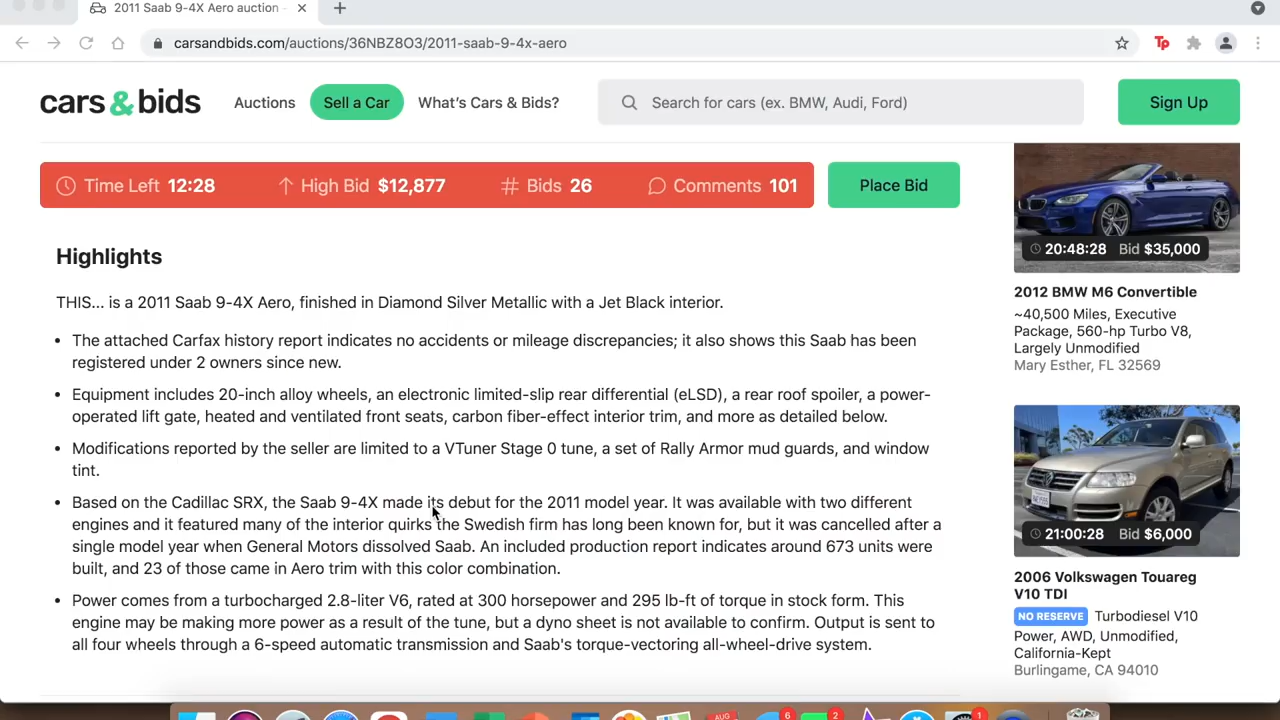 2011 Saab 9-4X Aero auction
carsandbids.com/auctions/36NBZ8O3/2011-saab-9-4x-aero
Tp
cars & bids
Auctions
Sell a Car
What's Cars & Bids?
Search for cars (ex. BMW, Audi, Ford)
Sign Up
Time Left 12:28
High Bid $12,877
# Bids 26
Comments 101
Place Bid
Highlights
THIS... is a 2011 Saab 9-4X Aero, finished in Diamond Silver Metallic with a Jet Black interior.
• The attached Carfax history report indicates no accidents or mileage discrepancies; it also shows this Saab has been
registered under 2 owners since new.
• Equipment includes 20-inch alloy wheels, an electronic limited-slip rear differential (eLSD), a rear roof spoiler, a power-
operated lift gate, heated and ventilated front seats, carbon fiber-effect interior trim, and more as detailed below.
• Modifications reported by the seller are limited to a VTuner Stage 0 tune, a set of Rally Armor mud guards, and window
tint.
• Based on the Cadillac SRX, the Saab 9-4X made its debut for the 2011 model year. It was available with two different
engines and it featured many of the interior quirks the Swedish firm has long been known for, but it was cancelled after a
single model year when General Motors dissolved Saab. An included production report indicates around 673 units were
built, and 23 of those came in Aero trim with this color combination.
• Power comes from a turbocharged 2.8-liter V6, rated at 300 horsepower and 295 lb-ft of torque in stock form. This
engine may be making more power as result of the tune, but a dyno sheet is not available to confirm. Output is sent to
all four wheels through a 6-speed automatic transmission and Saab's torque-vectoring all-wheel-drive system.
20:48:28 Bid $35,000
2012 BMW M6 Convertible
~40,500 Miles, Executive
Package, 560-hp Turbo V8,
Largely Unmodified
Mary Esther, FL 32569
21:00:28 Bid $6,000
2006 Volkswagen Touareg
V10 TDI
NO RESERVE Turbodiesel V10
Power, AWD, Unmodified,
California-Kept
Burlingame, CA 94010
AUG
6
2
1